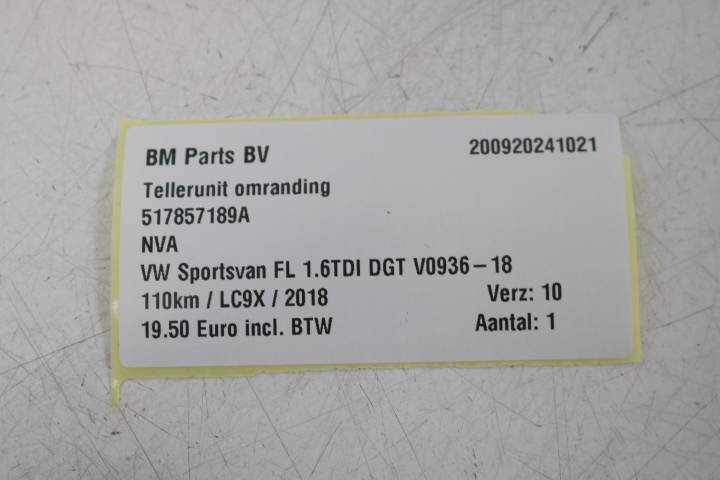 BM Parts BV 200920241021
Tellerunit omranding
517857189A
NVA
VW Sportsvan FL 1.6TDI DGT V0936-18
110km / LC9X / 2018 Verz: 10
19.50 Euro incl. BTW Aantal: 1